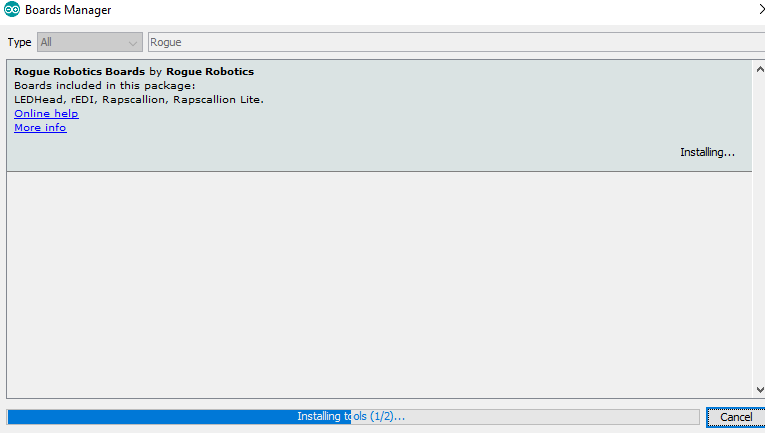 Boards Manager
Type All Rogue
Rogue Robotics Boards by Rogue Robotics
Boards included in this package:
LEDHead, rEDI, Rapscallion, Rapscallion Lite.
Online help
More info
Installing...
Installing tools (1/2)...
Cancel